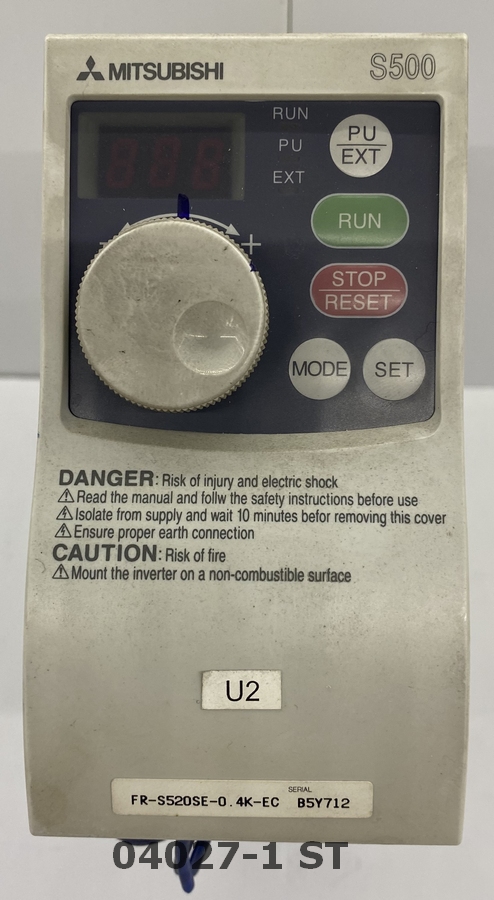 MITSUBISHI
S500
RUN
PU
EXT
PU
EXT
RUN
STOP
RESET
MODE
SET
- +
DANGER: Risk of injury and electric shock
Read the manual and follw the safety instructions before use
Isolate from supply and wait 10 minutes befor removing this cover
Ensure proper earth connection
CAUTION: Risk of fire
Mount the inverter on a non-combustible surface
U2
SERIAL
FR-S520SE-0.4K-EC B5Y712
04027-1 ST